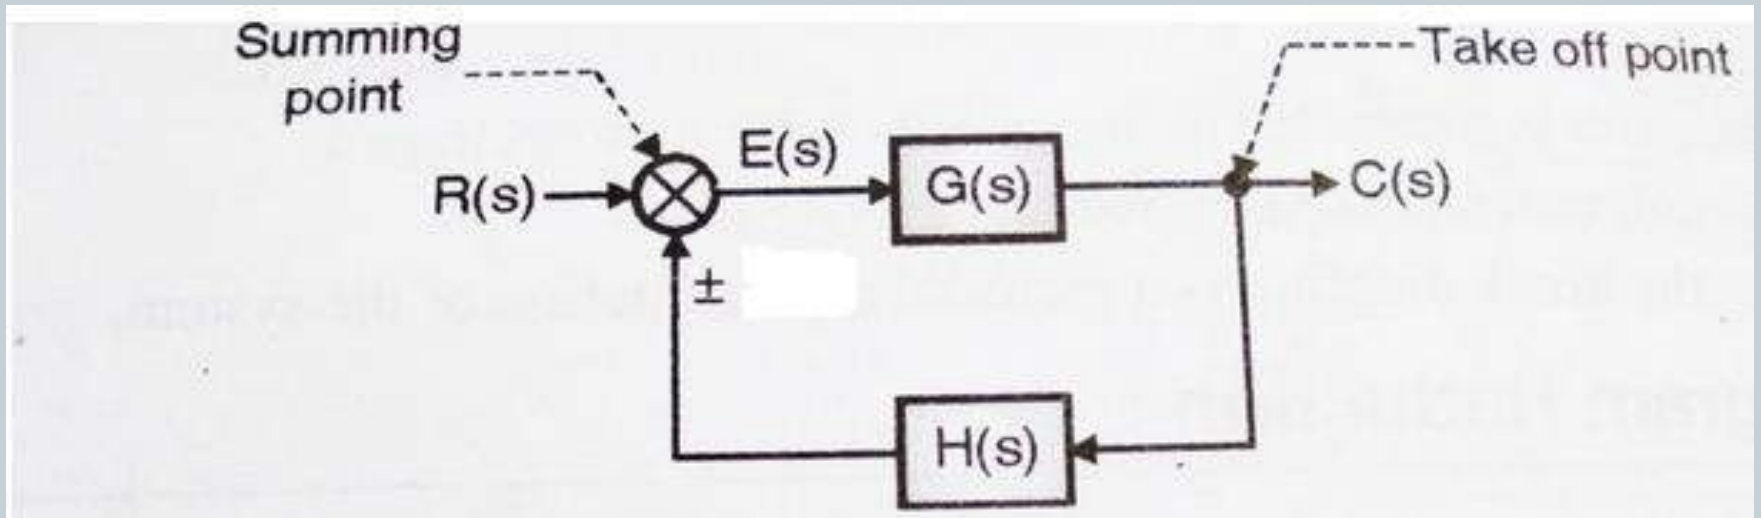 Summing
point
Take off point
R(s)
E(s)
G(s)
C(s)
±
H(s)